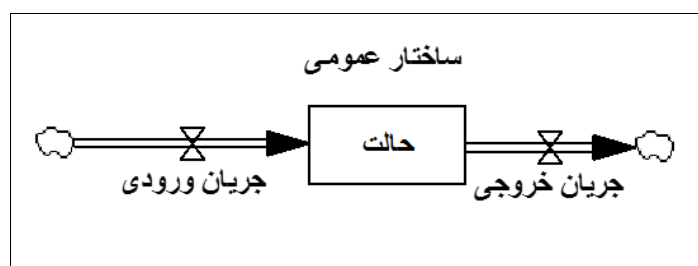 ساختار عمومی
حالت
جریان ورودی
جریان خروجی